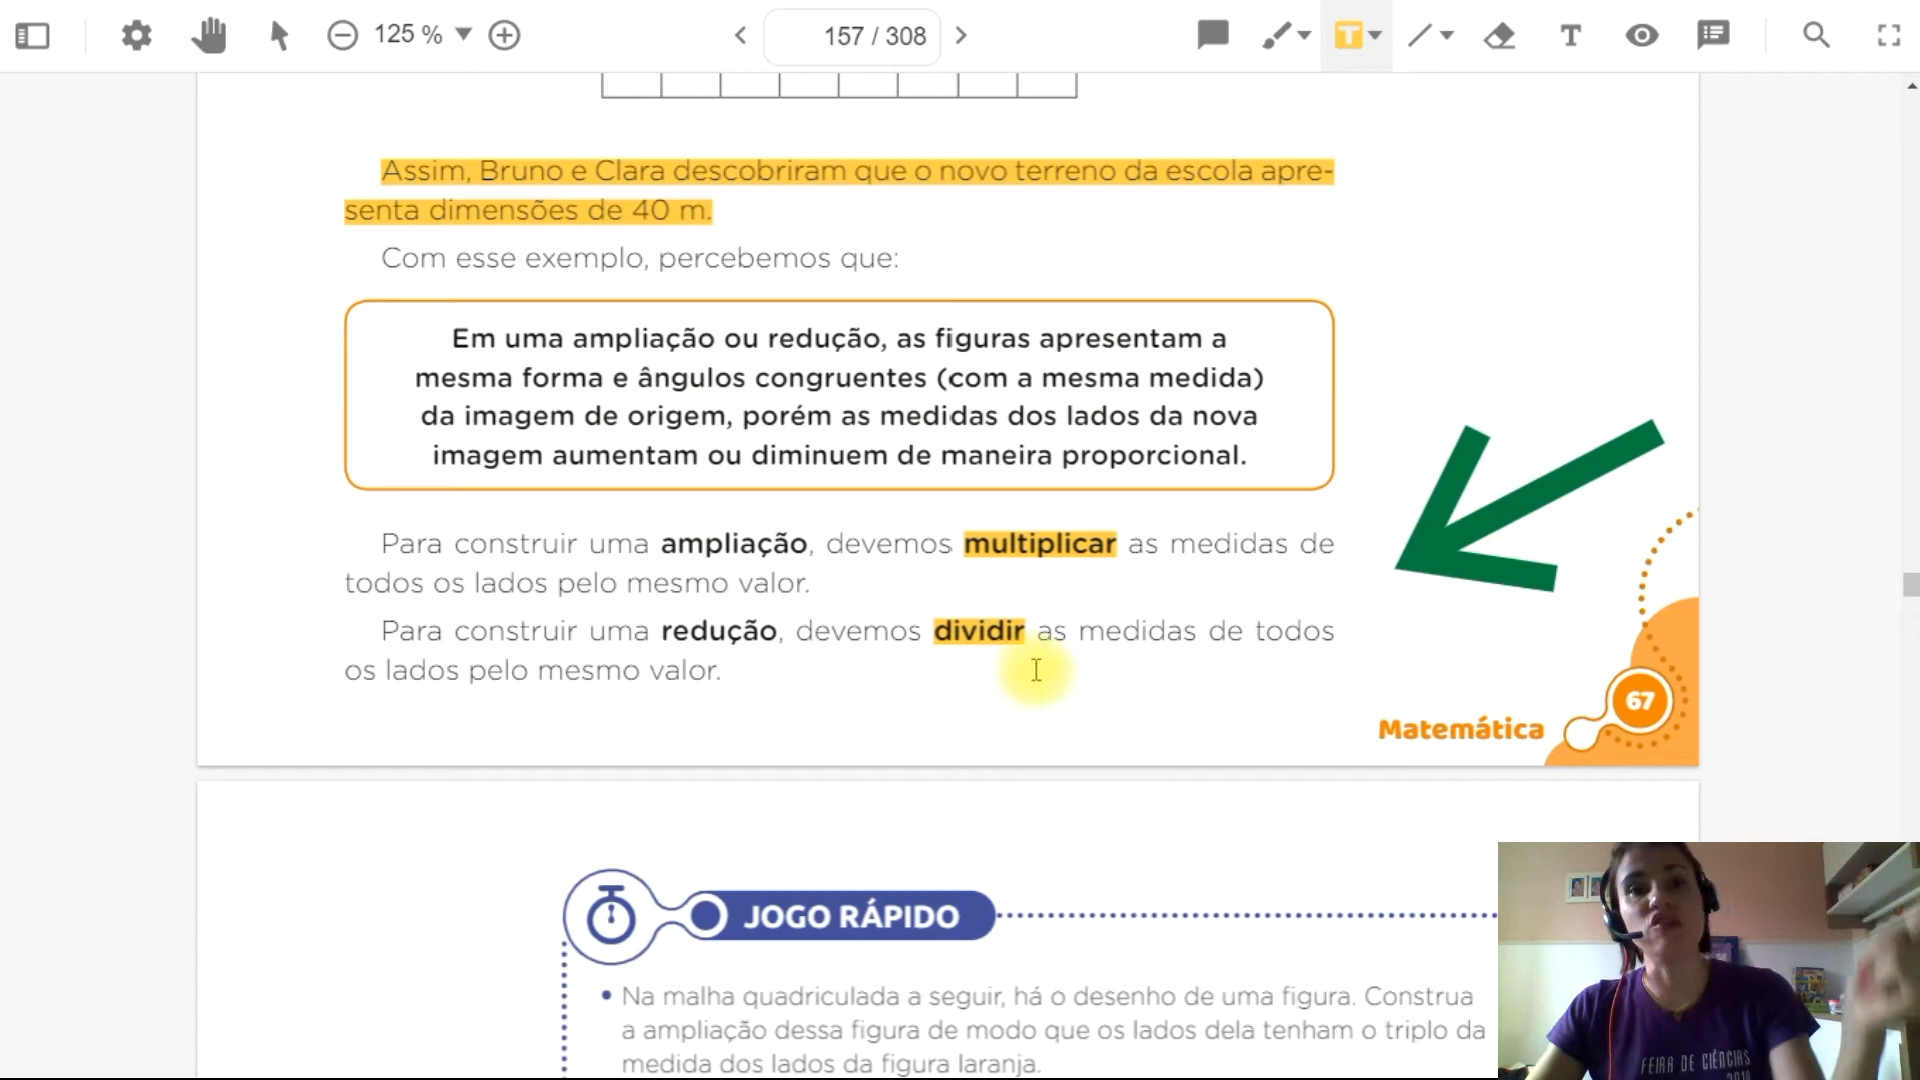 125 %
157 / 308
Assim, Bruno e Clara descobriram que o novo terreno da escola apre-
senta dimensões de 40 m.
Com esse exemplo, percebemos que:
Em uma ampliação ou redução, as figuras apresentam a
mesma forma e ângulos congruentes (com a mesma medida)
da imagem de origem, porém as medidas dos lados da nova
imagem aumentam ou diminuem de maneira proporcional.
Para construir uma ampliação, devemos multiplicar as medidas de
todos os lados pelo mesmo valor.
Para construir uma redução, devemos dividir as medidas de todos
os lados pelo mesmo valor.
67
Matemática
JOGO RÁPIDO
• Na malha quadriculada a seguir, há o desenho de uma figura. Construa
a ampliação dessa figura de modo que os lados dela tenham o triplo da
medida dos lados da figura laranja.
FEIRA DE CIÊNCIAS